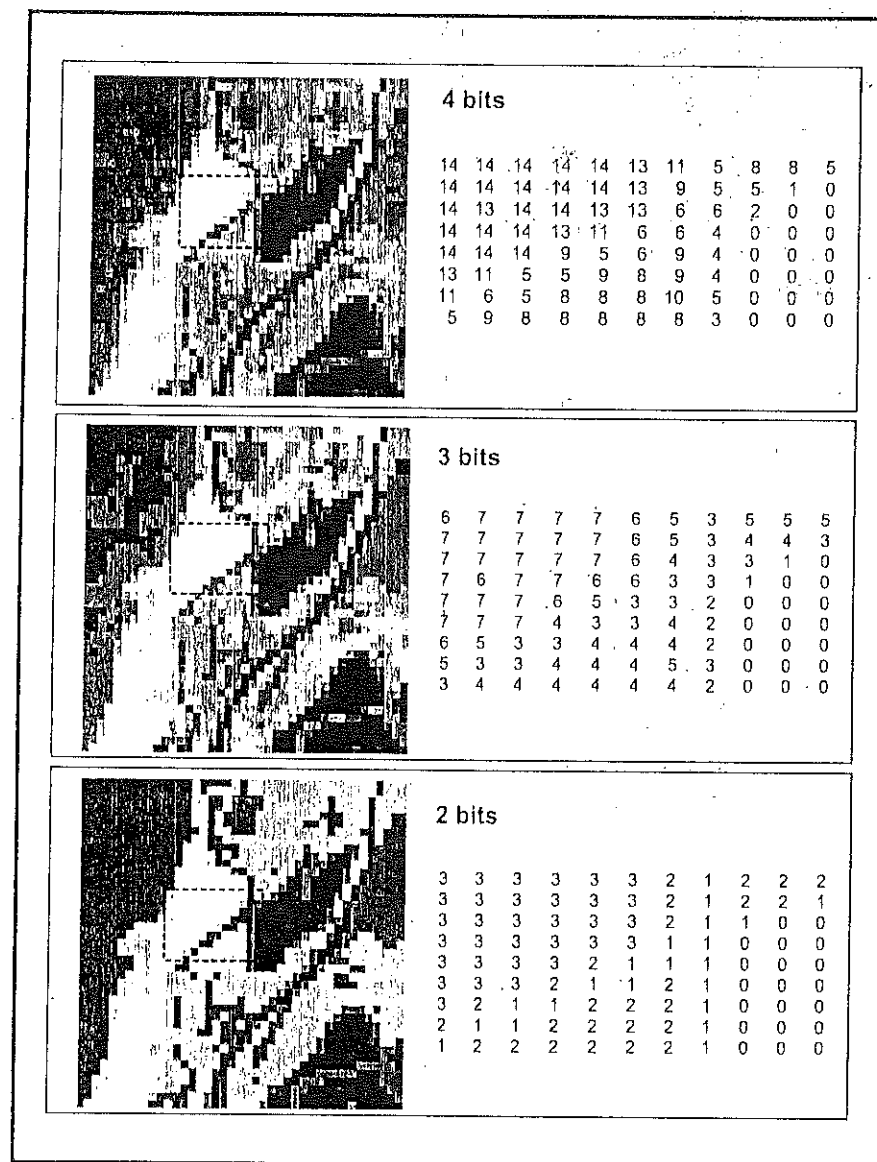 4 bits
14 14 14 14 14 13 11 5 8 8 5
14 14 14 14 14 13 9 5 5 1 0
14 13 14 14 13 13 6 6 2 0 0
14 14 14 13 11 6 6 4 0 0 0
14 14 14 9 5 6 9 4 0 0 0
13 11 5 5 9 8 9 4 0 0 0
11 6 5 8 8 8 10 5 0 0 0
5 9 8 8 8 8 8 3 0 0 0
3 bits
6 7 7 7 7 6 5 3 5 5 5
7 7 7 7 7 6 5 3 4 4 3
7 7 7 7 7 6 4 3 3 1 0
7 6 7 7 6 6 3 3 1 0 0
7 7 7 6 5 3 3 2 0 0 0
7 7 7 4 3 3 4 2 0 0 0
6 5 3 3 4 4 4 2 0 0 0
5 3 3 4 4 4 5 3 0 0 0
3 4 4 4 4 4 4 2 0 0 0
2 bits
3 3 3 3 3 3 2 1 2 2 2
3 3 3 3 3 3 2 1 2 2 1
3 3 3 3 3 3 2 1 1 0 0
3 3 3 3 3 3 1 1 0 0 0
3 3 3 3 2 1 1 1 0 0 0
3 3 3 2 1 1 2 1 0 0 0
3 2 1 1 2 2 2 1 0 0 0
2 1 1 2 2 2 2 1 0 0 0
1 2 2 2 2 2 2 1 0 0 0